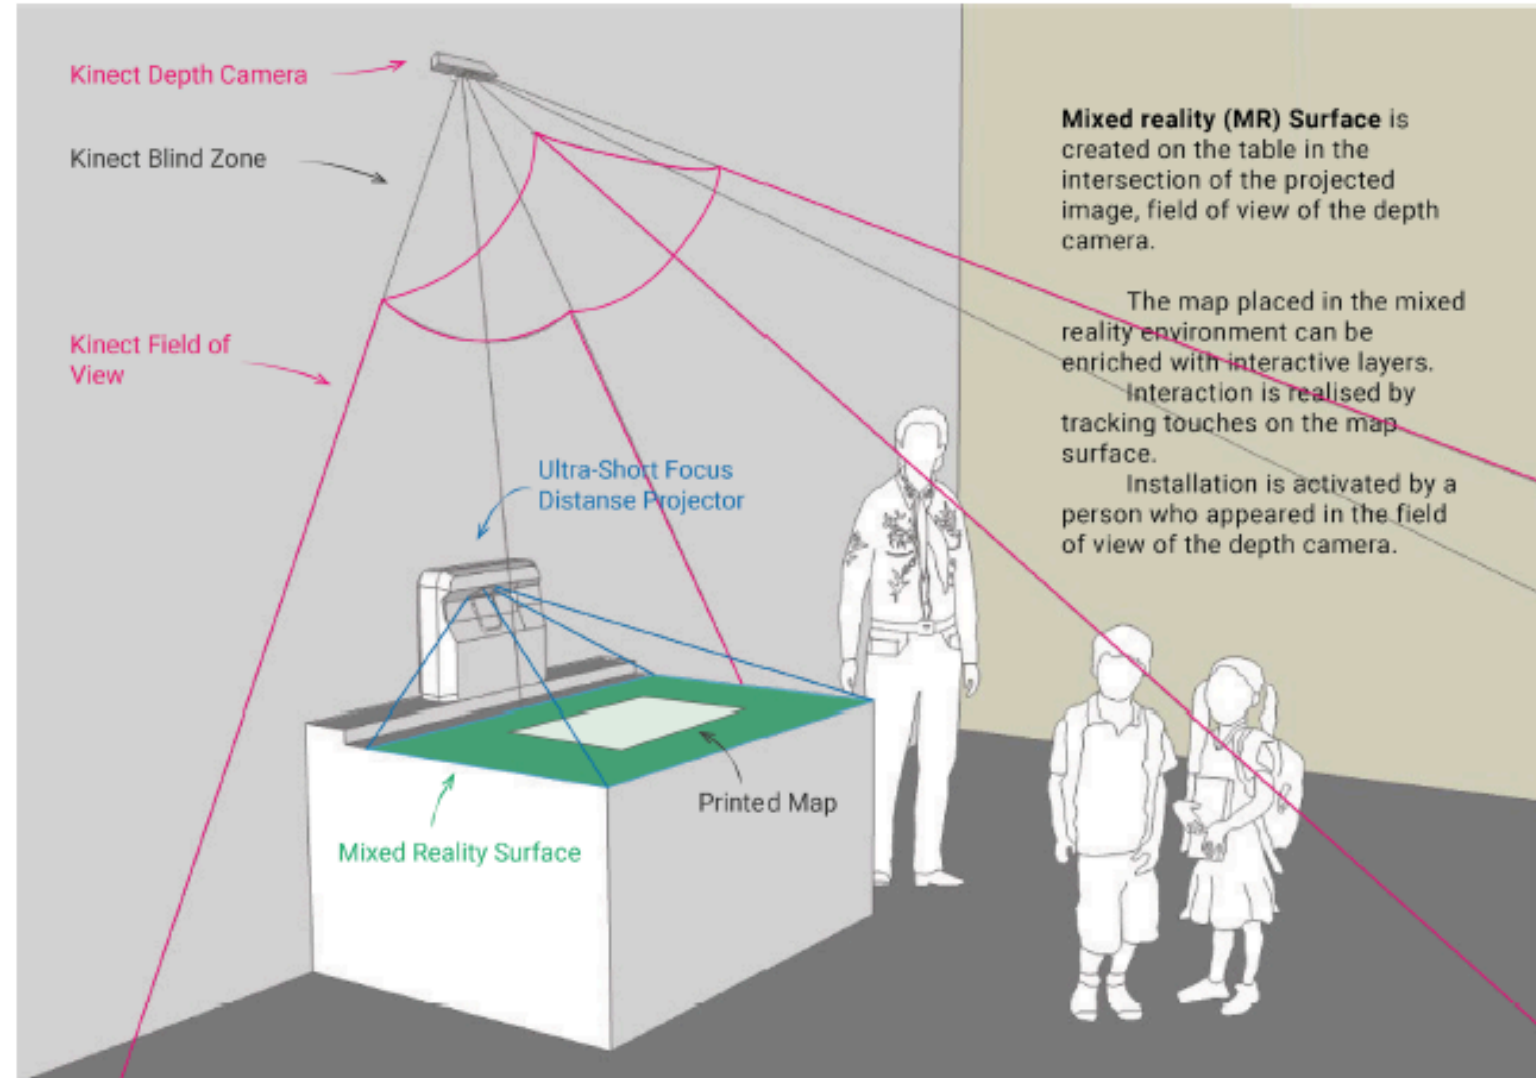 Kinect Depth Camera
Kinect Blind Zone
Kinect Field of
View
Ultra-Short Focus
Distanse Projector
Printed Map
Mixed Reality Surface
Mixed reality (MR) Surface is
created on the table in the
intersection of the projected
image, field of view of the depth
camera.
The map placed in the mixed
reality environment can be
enriched with interactive layers.
Interaction is realised by
tracking touches on the map
surface.
Installation is activated by a
person who appeared in the field
of view of the depth camera.